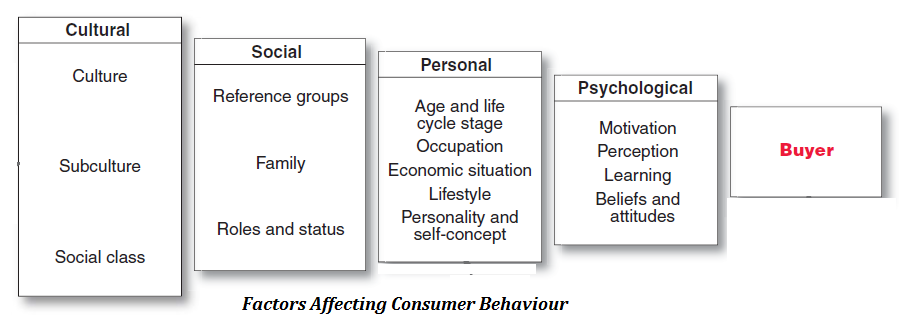 Cultural
Culture
Subculture
Social class
Social
Reference groups
Family
Roles and status
Personal
Age and life
cycle stage
Occupation
Economic situation
Lifestyle
Personality and
self-concept
Psychological
Motivation
Perception
Learning
Beliefs and
attitudes
Buyer
Factors Affecting Consumer Behaviour